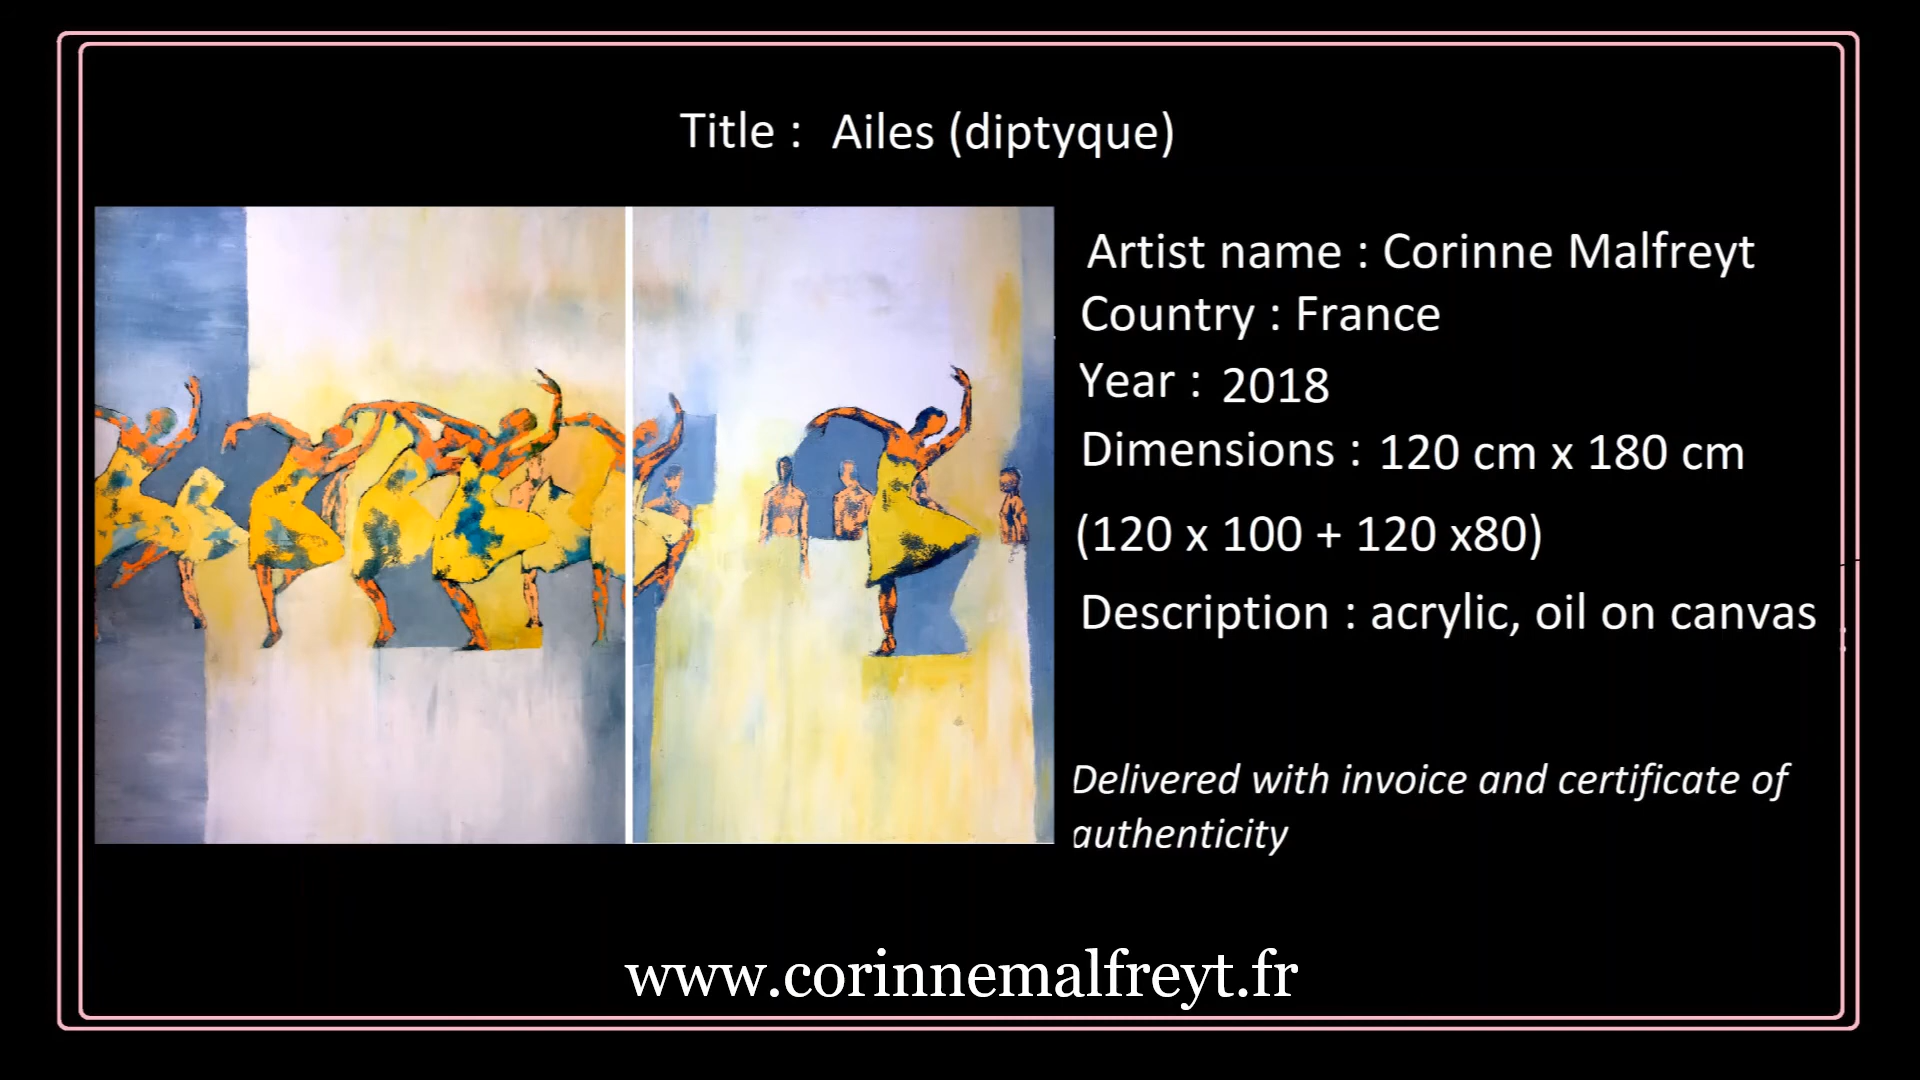 Title : Ailes (diptyque)
Artist name : Corinne Malfreyt
Country : France
Year : 2018
Dimensions : 120 cm x 180 cm
(120 x 100 + 120 x80)
Description : acrylic, oil on canvas
Delivered with invoice and certificate of
authenticity
www.corinnemalfreyt.fr